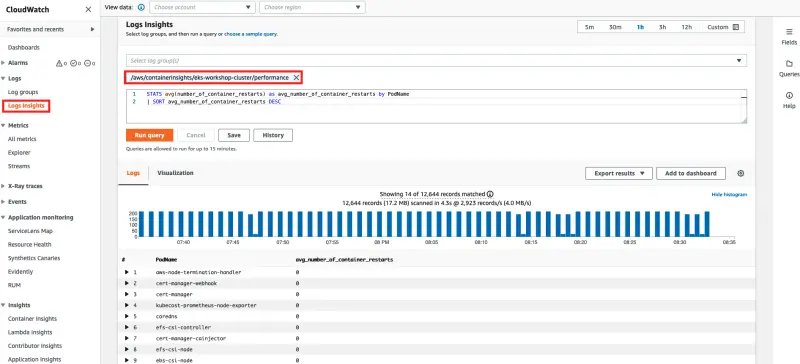 CloudWatch
Favorites and recents
Dashboards
Alarms 0 0 0
Logs
Log groups
Logs Insights
Metrics
All metrics
Explorer
Streams
X-Ray traces
Events
Application monitoring
ServiceLens Map
Resource Health
Synthetics Canaries
Evidently
RUM
Insights
Container Insights
Lambda Insights
Contributor Insights
Application Insights
View data: Choose account Choose region
Logs Insights
Select log groups, and then run a query or choose a sample query.
5m 30m 1h 3h 12h Custom
Select log group(s)
/aws/containerinsights/eks-workshop-cluster/performance
1 STATS avg(number_of_container_restarts) as avg_number_of_container_restarts by PodName
2 | SORT avg_number_of_container_restarts DESC
Run query Cancel Save History
Queries are allowed to run for up to 15 minutes.
Logs Visualization Export results Add to dashboard
Showing 14 of 12,644 records matched
12,644 records (17.2 MB) scanned in 4.3s @ 2,923 records/s (4.0 MB/s)
Hide histogram
200
150
100
50
0
07:40 07:45 07:50 07:55 08 PM 08:05 08:10 08:15 08:20 08:25 08:30 08:35
# PodName avg_number_of_container_restarts
1 aws-node-termination-handler 0
2 cert-manager-webhook 0
3 cert-manager 0
4 kubecost-prometheus-node-exporter 0
5 coredns 0
6 efs-csi-controller 0
7 cert-manager-cainjector 0
8 efs-csi-node 0
9 ebs-csi-node 0
Fields
Queries
Help